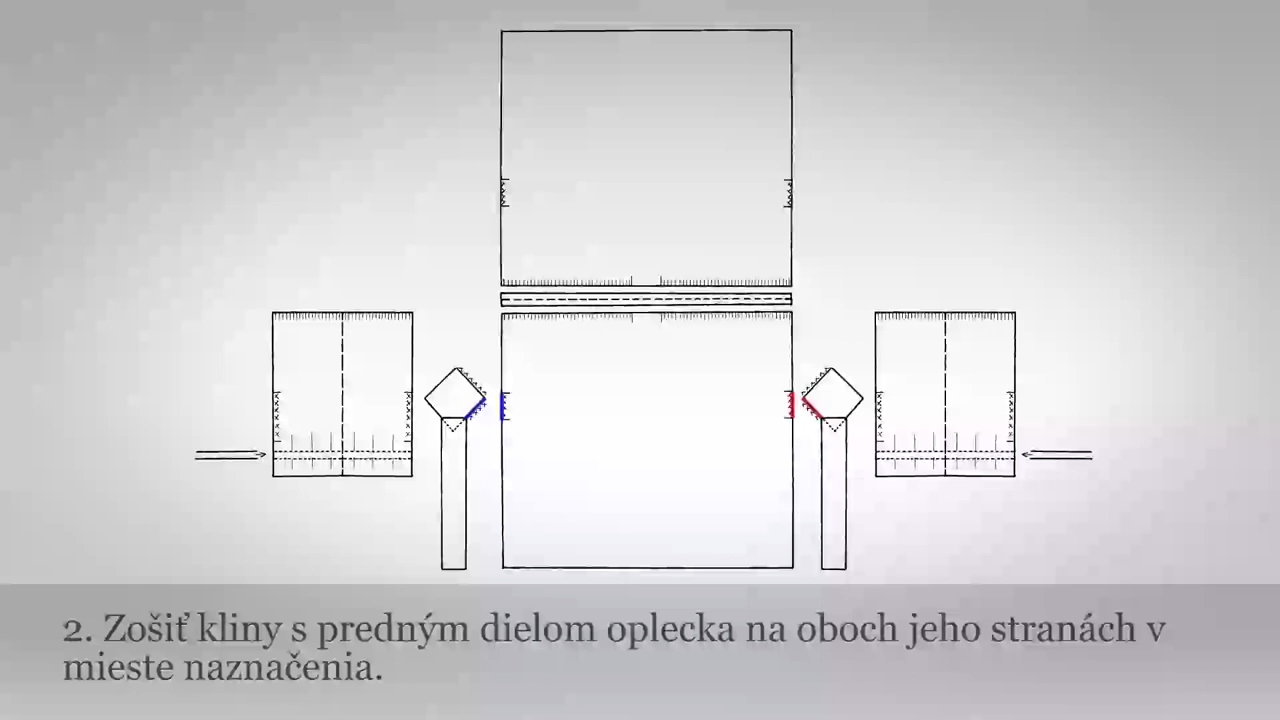 2. Zošiť kliny s predným dielom oplecka na oboch jeho stranách v
mieste naznačenia.